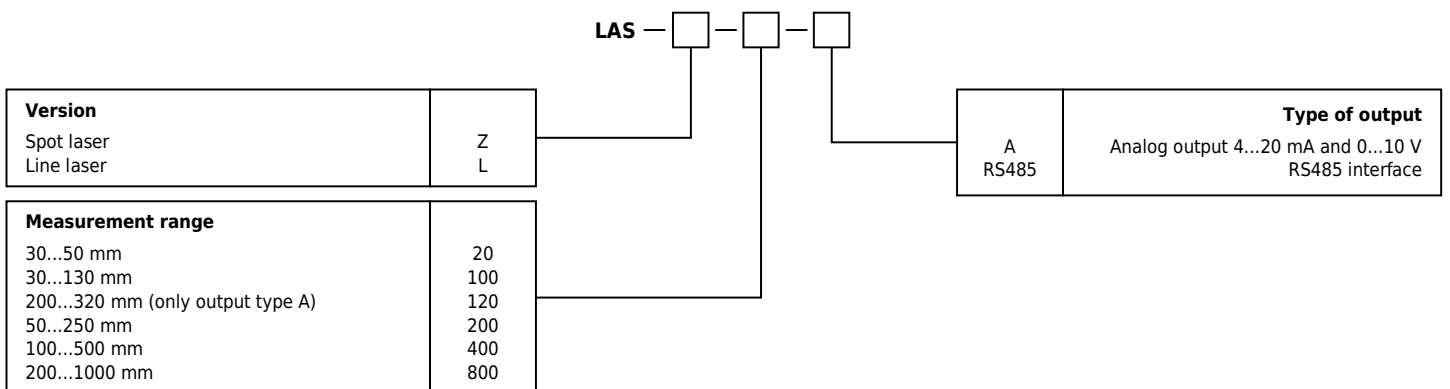 LAS — □ — □ — □
Version
Spot laser Z
Line laser L
Measurement range
30...50 mm 20
30...130 mm 100
200...320 mm (only output type A) 120
50...250 mm 200
100...500 mm 400
200...1000 mm 800
Type of output
A Analog output 4...20 mA and 0...10 V
RS485 RS485 interface